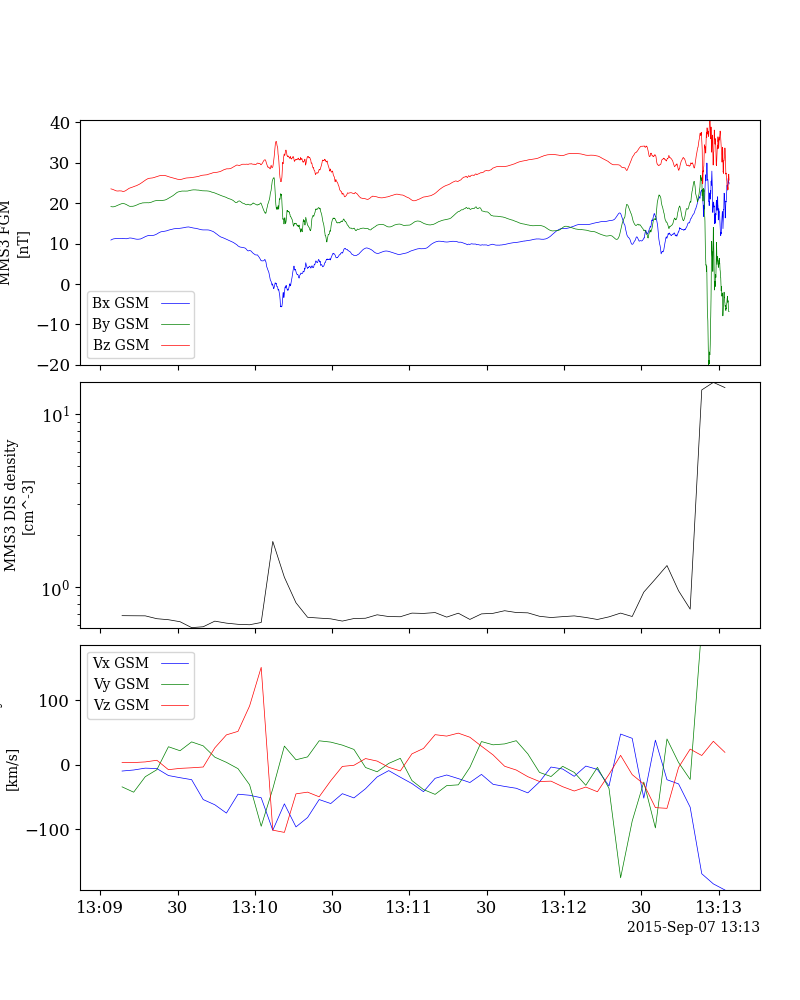 40
30
20
10
0
−10
−20
MMS3 FGM
[nT]
Bx GSM
By GSM
Bz GSM
10^1
10^0
MMS3 DIS density
[cm^-3]
Vx GSM
Vy GSM
Vz GSM
100
0
−100
[km/s]
13:09
30
13:10
30
13:11
30
13:12
30
13:13
2015-Sep-07 13:13